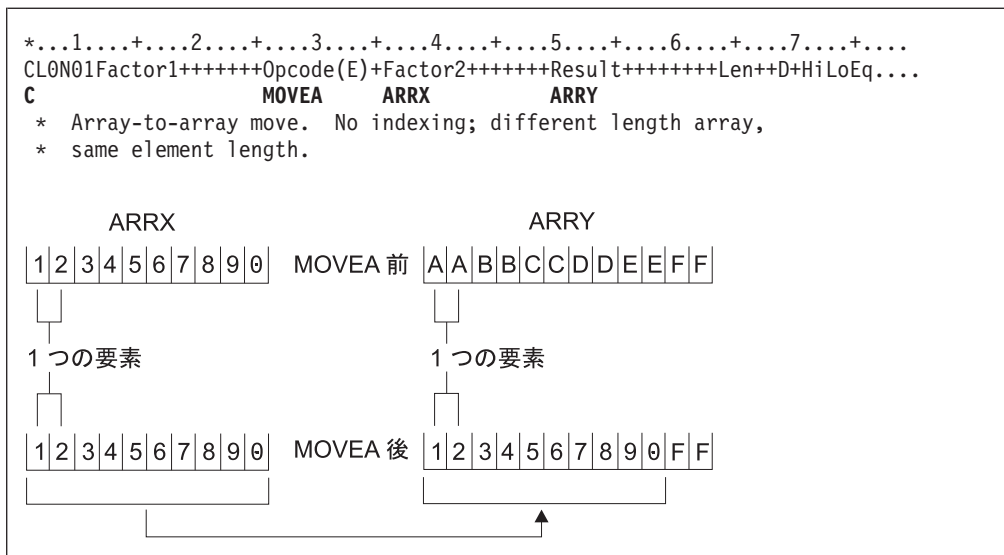 *...1....+....2....+....3....+....4....+....5....+....6....+....7....+....
CL0N01Factor1+++++++Opcode(E)+Factor2+++++++Result++++++++Len++D+HiLoEq....
C                   MOVEA     ARRX          ARRY
 *  Array-to-array move.  No indexing; different length array,
 *  same element length.
ARRX ARRY
1 2 3 4 5 6 7 8 9 0 MOVEA 前 A A B B C C D D E E F F
1 つの要素 1 つの要素
1 2 3 4 5 6 7 8 9 0 MOVEA 後 1 2 3 4 5 6 7 8 9 0 F F